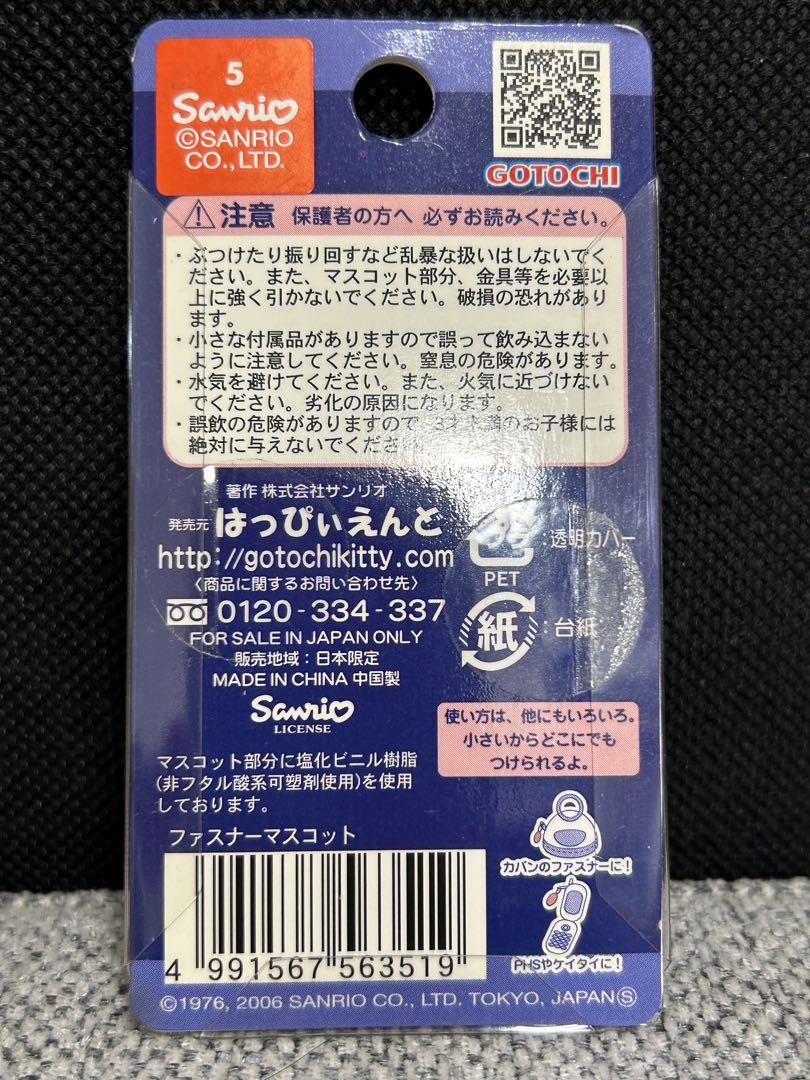 5
Sanrio
©SANRIO
CO.,LTD.
GOTOCHI
注意 保護者の方へ 必ずお読みください。
・ぶつけたり振り回すなど乱暴な扱いはしないでく
ださい。また、マスコット部分、金具等を必要以
上に強く引かないでください。破損の恐れがあり
ます。
・小さな付属品がありますので誤って飲み込まない
ように注意してください。窒息の危険があります。
・水気を避けてください。また、火気に近づけない
でください。劣化の原因になります。
・誤飲の危険がありますので 3才未満のお子様には
絶対に与えないでくださ
著作 株式会社サンリオ
発売元 はっぴぃえんど
http://gotochikitty.com
〈商品に関するお問い合わせ先〉
0120-334-337
FOR SALE IN JAPAN ONLY
販売地域：日本限定
MADE IN CHINA 中国製
Sanrio
LICENSE
プラ：透明カバー
PET
紙：台紙
使い方は、他にもいろいろ。
小さいからどこにでも
つけられるよ。
マスコット部分に塩化ビニル樹脂
(非フタル酸系可塑剤使用)を使用
しております。
ファスナーマスコット
カバンのファスナーに！
PHSやケイタイに！
4 991567 563519
©1976, 2006 SANRIO CO., LTD. TOKYO, JAPAN Ⓢ